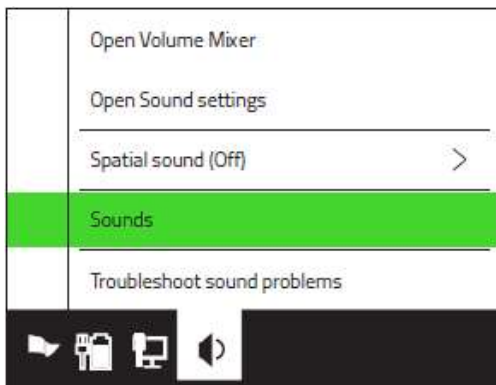 Open Volume Mixer
Open Sound settings
Spatial sound (Off)
Sounds
Troubleshoot sound problems